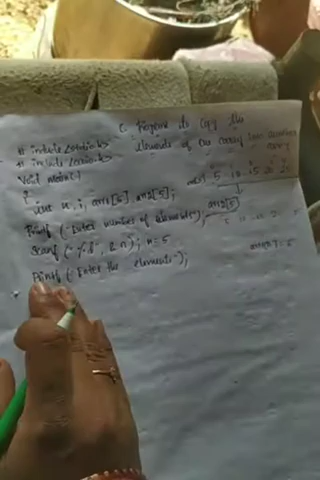 C Program to Copy the
elements of one array into another
array
# include <stdio.h>
# include <conio.h>
Void main()
{
int n, i, arr1[5], arr2[5];
arr1 5 10 15 20 25
arr2[5]
Printf ("Enter number of elements");
Scanf ("%d", & n); n = 5
Printf ("Enter the elements");